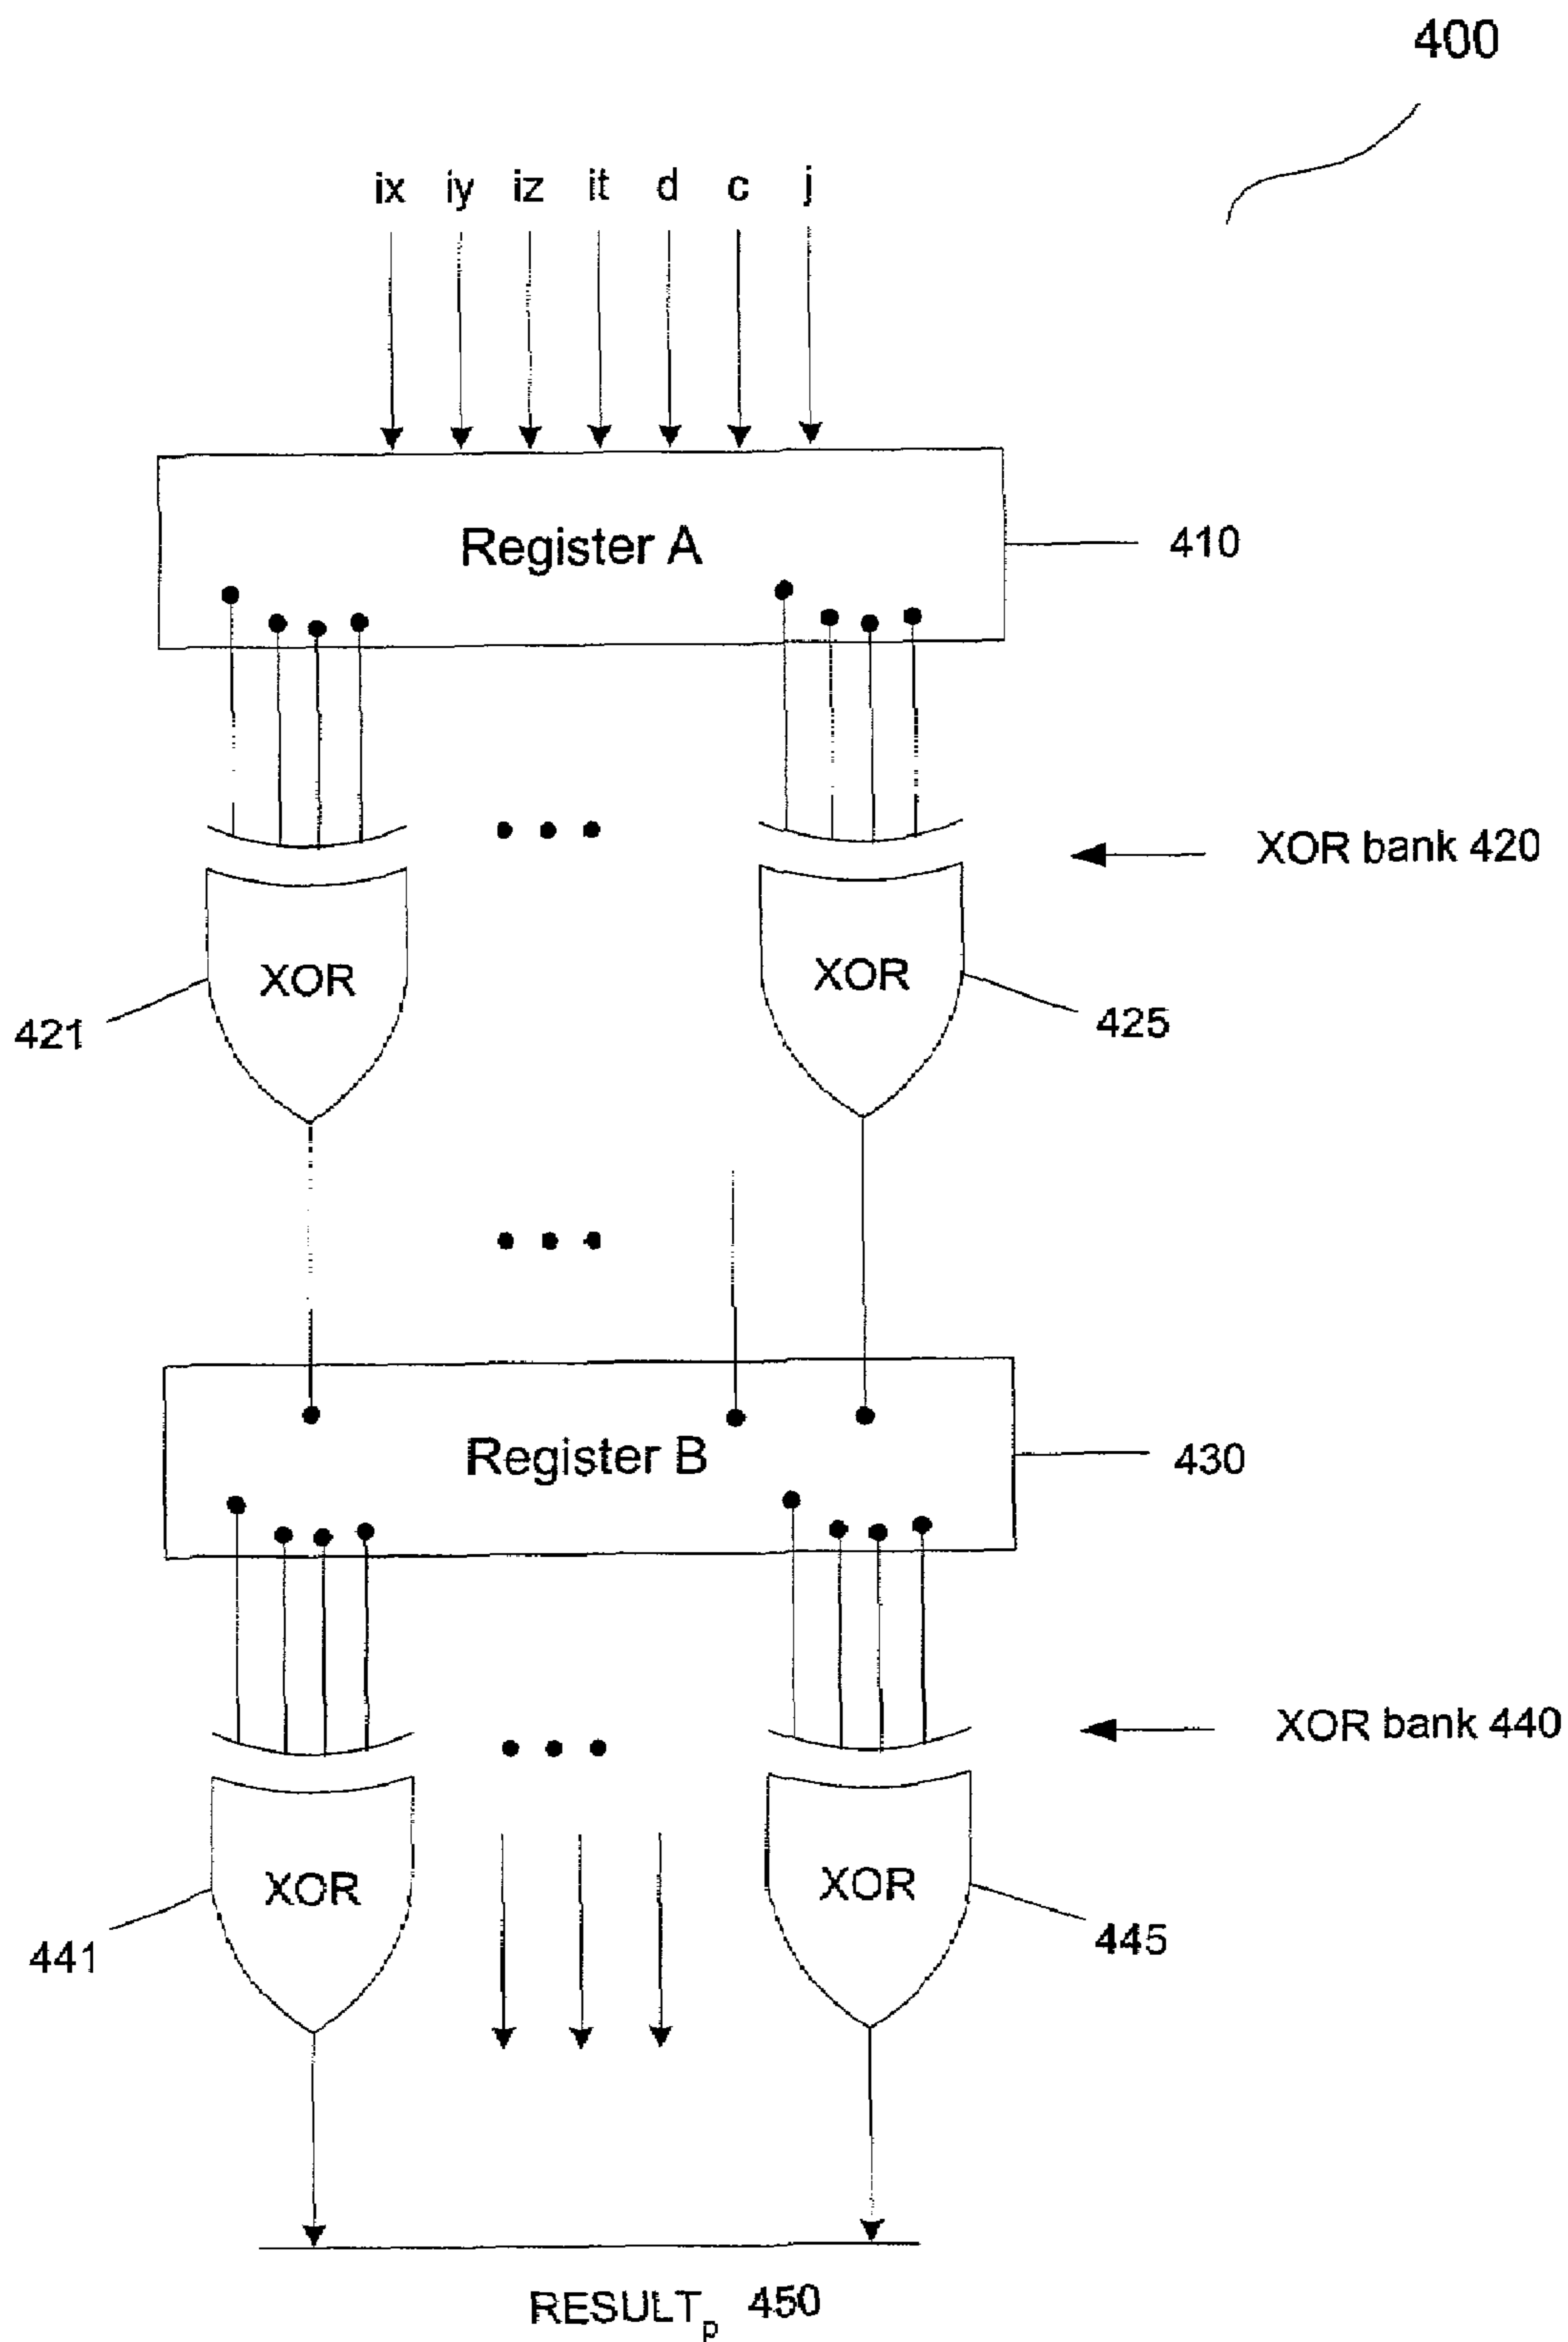 400
ix iy iz it d c j
Register A
410
XOR bank 420
XOR
XOR
421
425
Register B
430
XOR bank 440
XOR
XOR
441
445
RESULTp 450